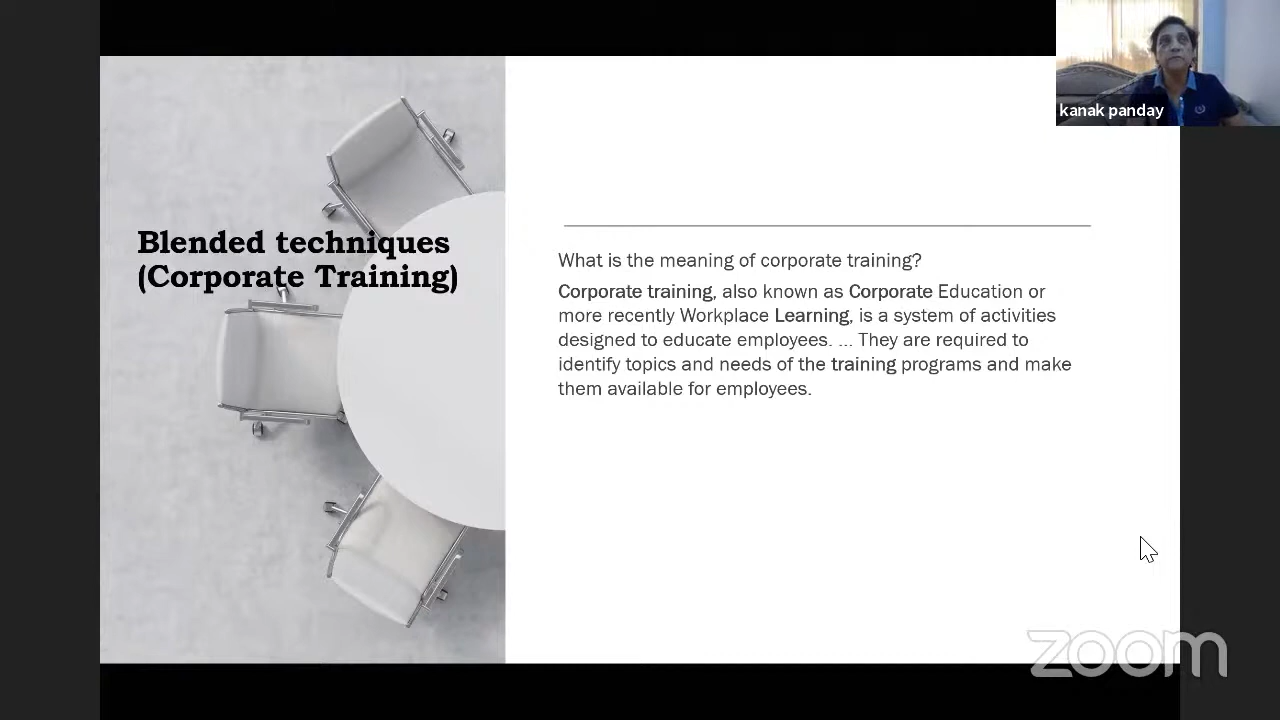 kanak panday
Blended techniques
(Corporate Training)
What is the meaning of corporate training?
Corporate training, also known as Corporate Education or
more recently Workplace Learning, is a system of activities
designed to educate employees. ... They are required to
identify topics and needs of the training programs and make
them available for employees.
zoom